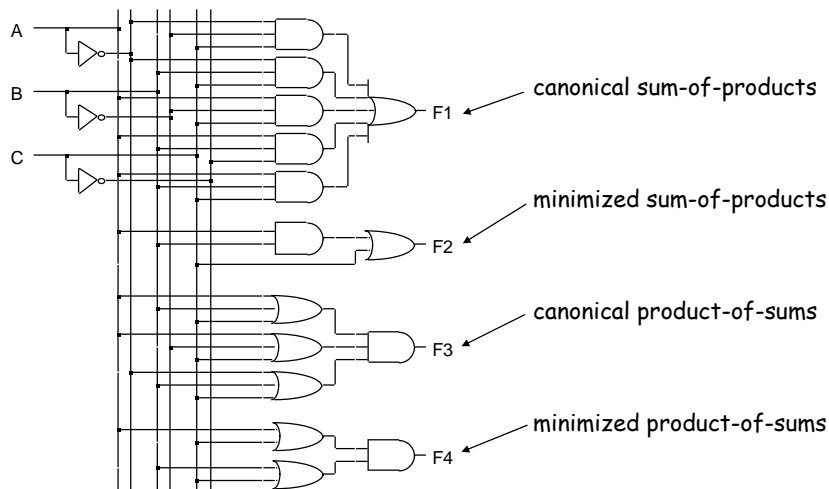 A
B
C
F1
canonical sum-of-products
F2
minimized sum-of-products
F3
canonical product-of-sums
F4
minimized product-of-sums